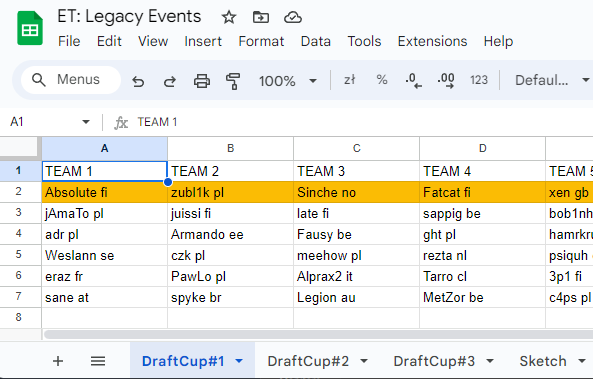 ET: Legacy Events
File Edit View Insert Format Data Tools Extensions Help
Menus 100% zł % .0 .00 123 Defaul...
A1 fx TEAM 1
A B C D
1 TEAM 1 TEAM 2 TEAM 3 TEAM 4 TEAM 5
2 Absolute fi zubl1k pl Sinche no Fatcat fi xen gb
3 jAmaTo pl juissi fi late fi sappig be bob1nh
4 adr pl Armando ee Fausy be ght pl hamrkru
5 Weslann se czk pl meehow pl rezta nl psiquh
6 eraz fr PawLo pl Alprax2 it Tarro cl 3p1 fi
7 sane at spyke br Legion au MetZor be c4ps pl
8
DraftCup#1 DraftCup#2 DraftCup#3 Sketch